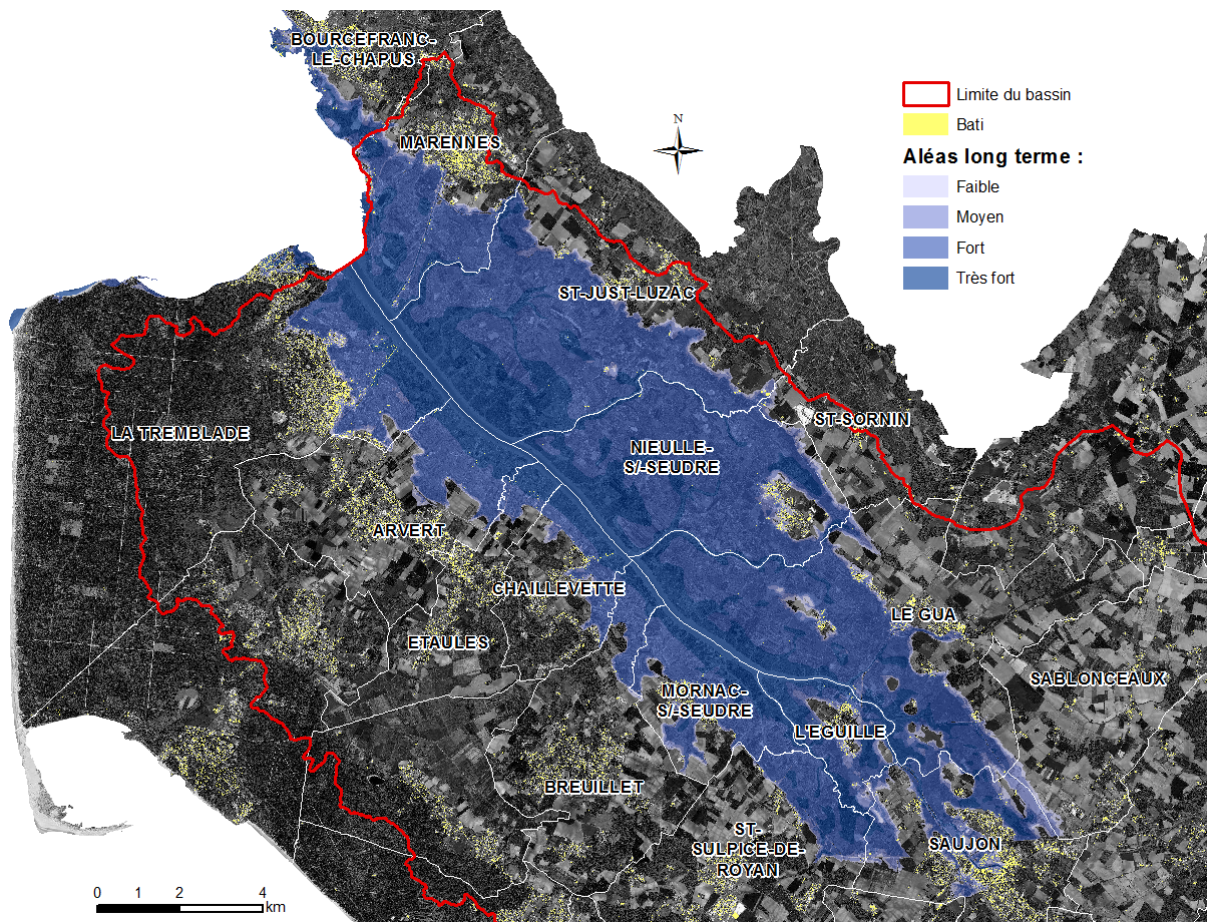 BOURCEFRANC-
LE-CHAPUS
MARENNES
N
Limite du bassin
Bati
Aléas long terme :
Faible
Moyen
Fort
Très fort
ST-JUST-LUZAC
LA TREMBLADE
ST-SORNIN
NIEULLE-
S/-SEUDRE
ARVERT
CHAILLEVETTE
ETAULES
LE GUA
SABLONCEAUX
MORNAC-
S/-SEUDRE
L'EGUILLE
BREUILLET
ST-
SULPICE-DE-
ROYAN
SAUJON
0 1 2 4
km